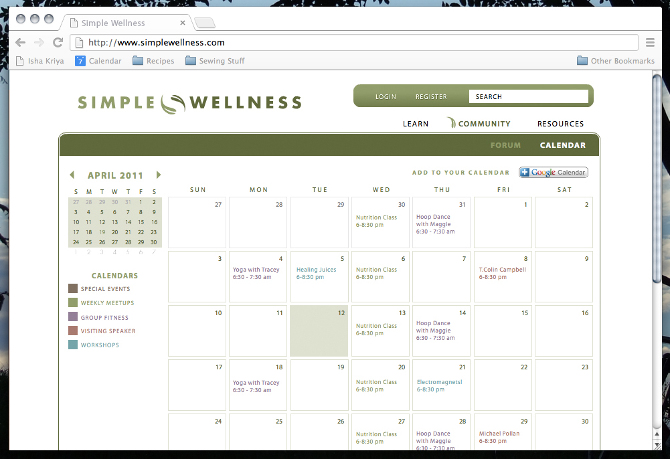 Simple Wellness
http://www.simplewellness.com
Isha Kriya 7 Calendar Recipes Sewing Stuff Other Bookmarks
SIMPLE WELLNESS
LOGIN REGISTER SEARCH
LEARN COMMUNITY RESOURCES
FORUM CALENDAR
ADD TO YOUR CALENDAR Google Calendar
APRIL 2011
S M T W T F S
27 28 29 30 31 1 2
3 4 5 6 7 8 9
10 11 12 13 14 15 16
17 18 19 20 21 22 23
24 25 26 27 28 29 30
1 2 3 4 5 6 7
CALENDARS
SPECIAL EVENTS
WEEKLY MEETUPS
GROUP FITNESS
VISITING SPEAKER
WORKSHOPS
SUN MON TUE WED THU FRI SAT
27 28 29 30 31 1 2
Nutrition Class
6-8:30 pm
Hoop Dance
with Maggie
6:30 - 7:30 am
3 4 5 6 7 8 9
Yoga with Tracey
6:30 - 7:30 am
Healing Juices
6-8:30 pm
Nutrition Class
6-8:30 pm
T.Colin Campbell
6-8:30 pm
10 11 12 13 14 15 16
Nutrition Class
6-8:30 pm
Hoop Dance
with Maggie
6:30 - 7:30 am
17 18 19 20 21 22 23
Yoga with Tracey
6:30 - 7:30 am
Nutrition Class
6-8:30 pm
Electromagnets!
6-8:30 pm
24 25 26 27 28 29 30
Nutrition Class
6-8:30 pm
Hoop Dance
with Maggie
6:30 - 7:30 am
Michael Pollan
6-8:30 pm